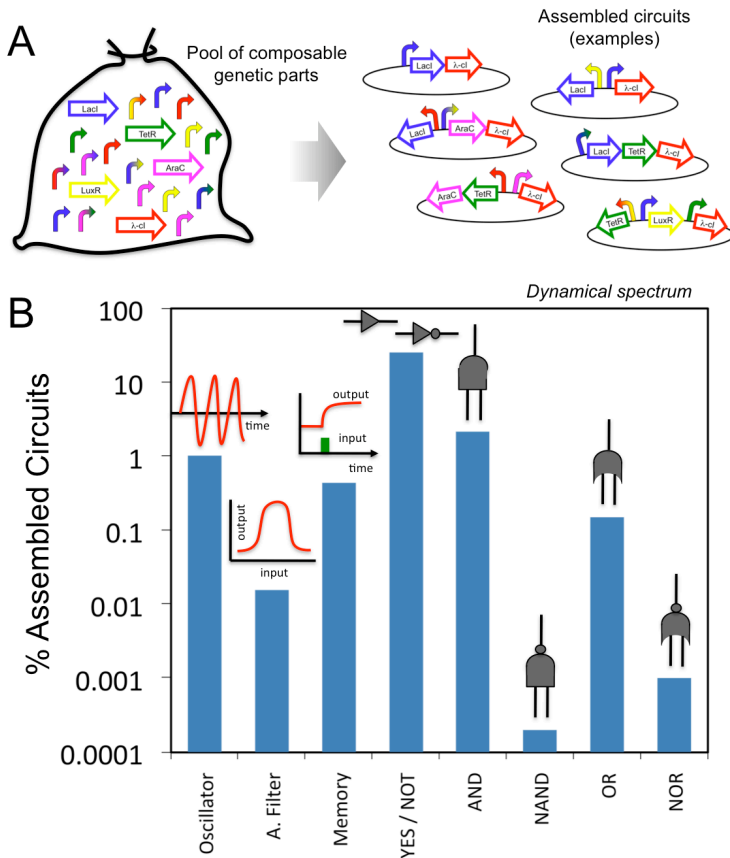 A
Pool of composable
genetic parts
Assembled circuits
(examples)
LacI
TetR
AraC
LuxR
λ-cI
LacI
λ-cI
LacI
λ-cI
LacI
AraC
λ-cI
LacI
TetR
λ-cI
AraC
TetR
λ-cI
TetR
LuxR
λ-cI
B
Dynamical spectrum
% Assembled Circuits
100
10
1
0.1
0.01
0.001
0.0001
time
output
input
output
input
time
Oscillator
A. Filter
Memory
YES / NOT
AND
NAND
OR
NOR